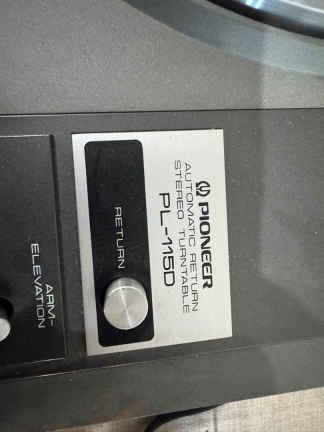 PIONEER
AUTOMATIC RETURN
STEREO TURNTABLE
PL-115D
RETURN
ARM-
ELEVATION